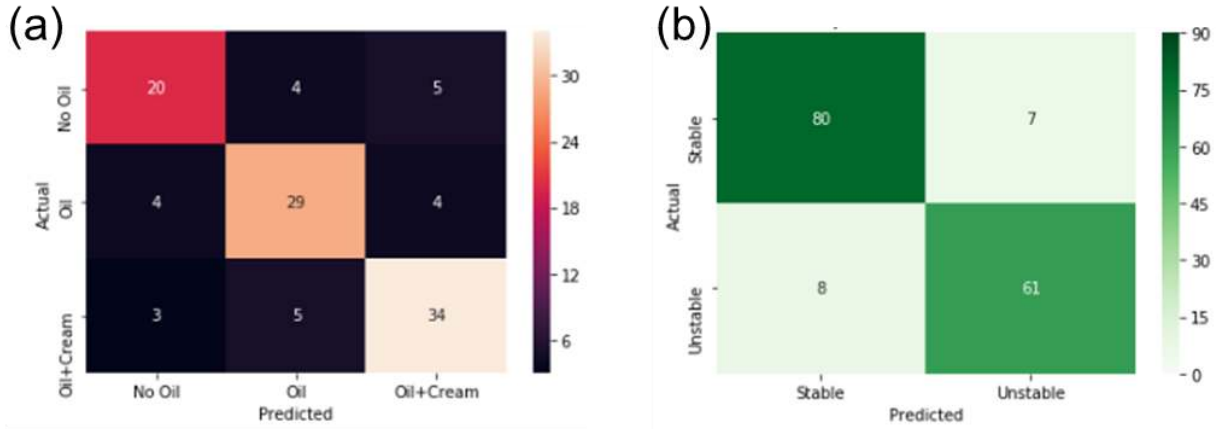 (a)
No Oil
Oil
Oil+Cream
Actual
20 4 5
4 29 4
3 5 34
No Oil Oil Oil+Cream
Predicted
30
24
18
12
6
(b)
Stable
Unstable
Actual
80 7
8 61
Stable Unstable
Predicted
90
75
60
45
30
15
0